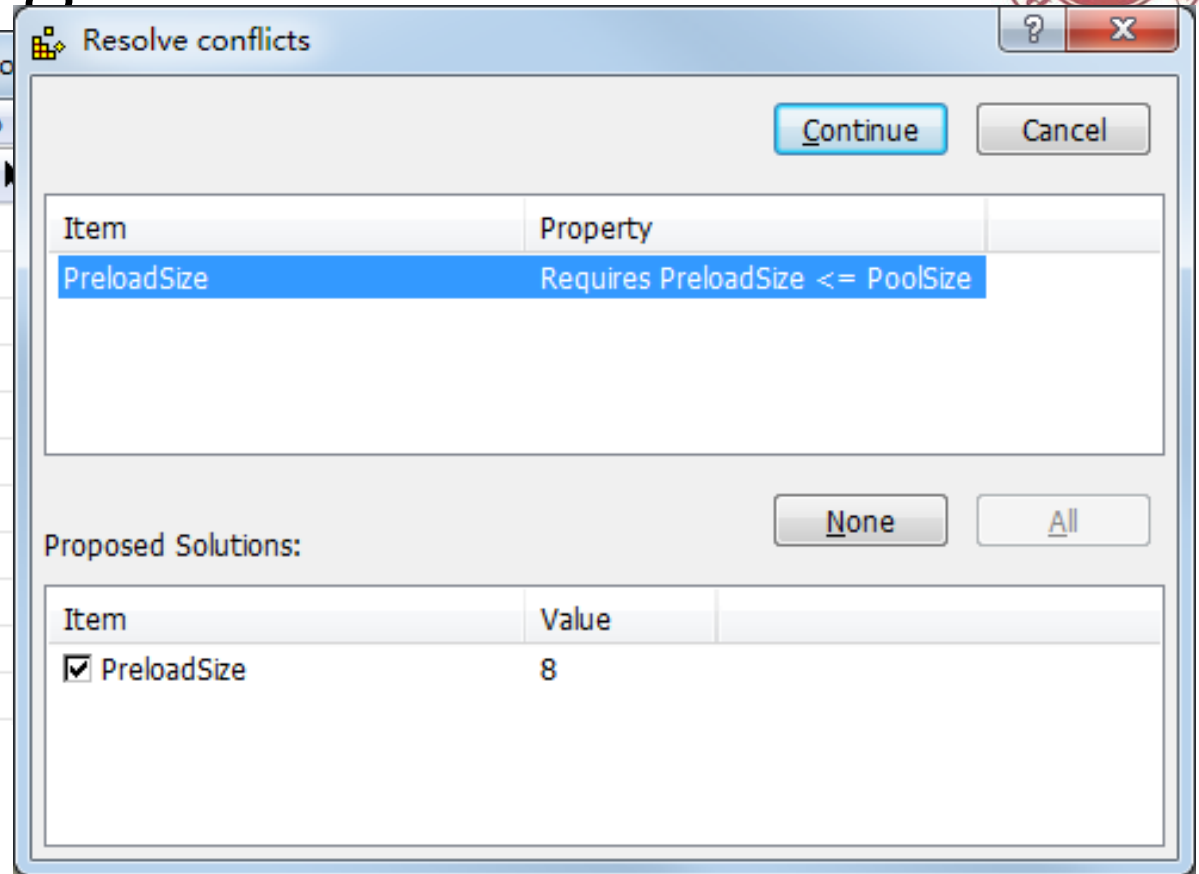 Resolve conflicts
Continue Cancel
Item Property
PreloadSize Requires PreloadSize <= PoolSize
None All
Proposed Solutions:
Item Value
PreloadSize 8